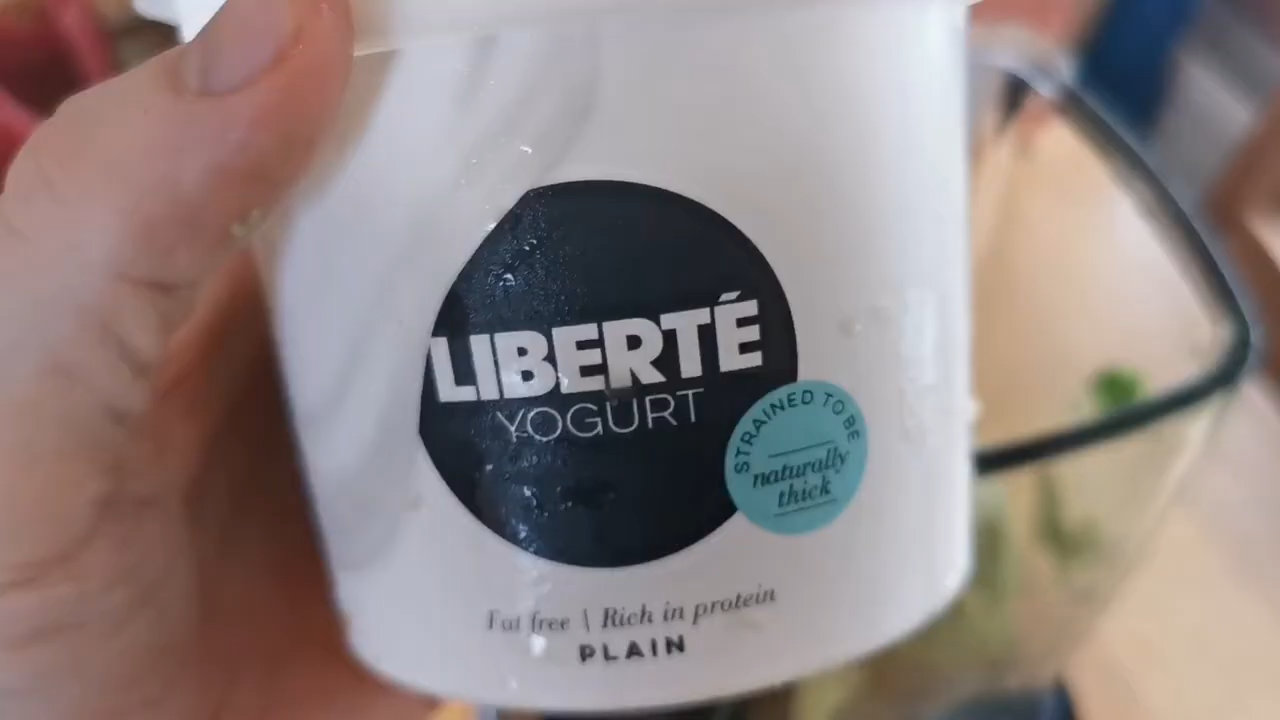 LIBERTÉ
YOGURT
STRAINED TO BE
naturally
thick
Fat free | Rich in protein
PLAIN